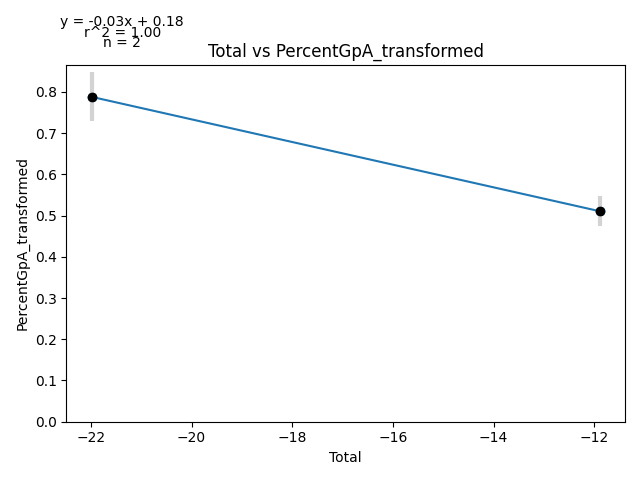 y = -0.03x + 0.18
r^2 = 1.00
n = 2
Total vs PercentGpA_transformed
PercentGpA_transformed
0.8
0.7
0.6
0.5
0.4
0.3
0.2
0.1
0.0
−22
−20
−18
−16
−14
−12
Total